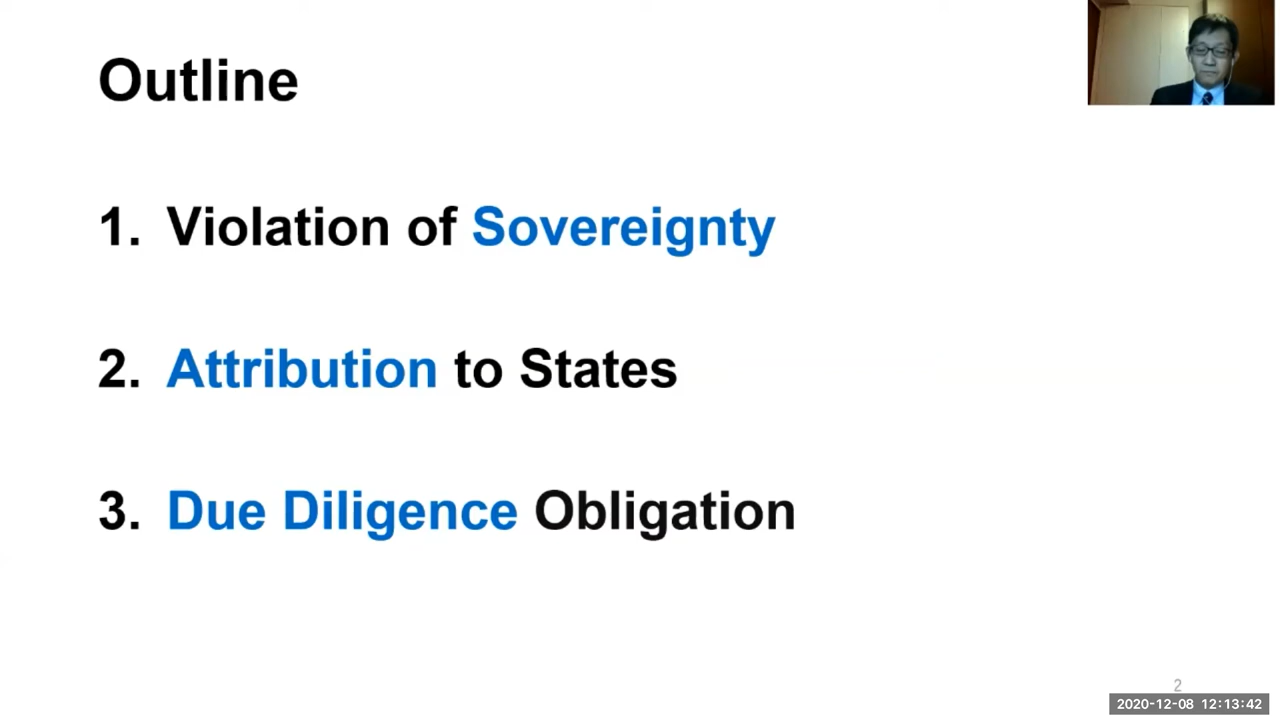 Outline
1. Violation of Sovereignty
2. Attribution to States
3. Due Diligence Obligation
2
2020-12-08 12:13:42